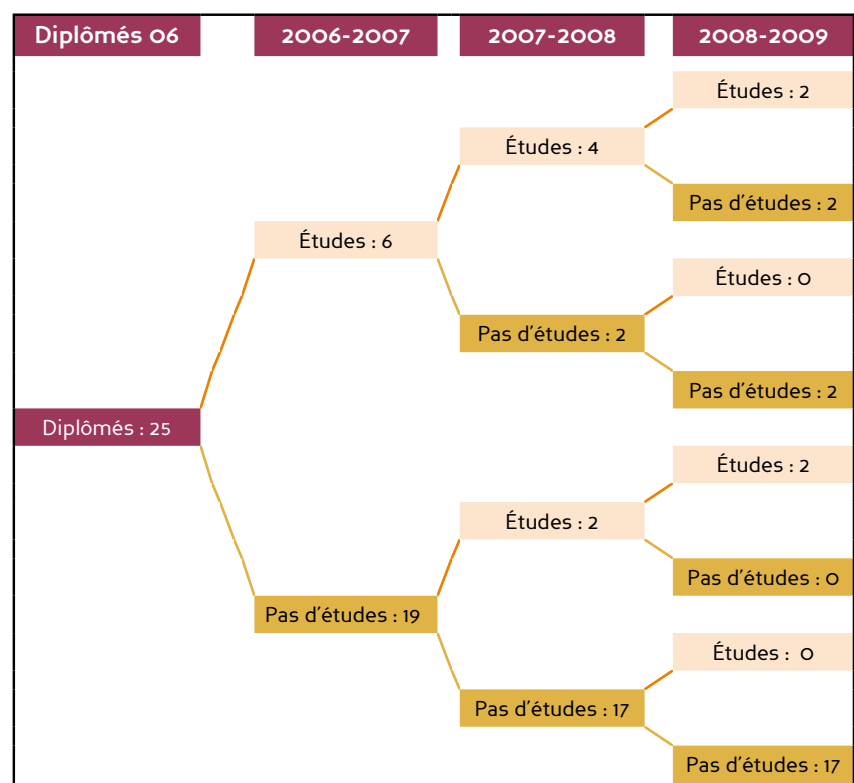 Diplômés 06 2006-2007 2007-2008 2008-2009
Études : 2
Études : 4
Pas d'études : 2
Études : 6
Études : 0
Pas d'études : 2
Pas d'études : 2
Diplômés : 25
Études : 2
Études : 2
Pas d'études : 0
Pas d'études : 19
Études : 0
Pas d'études : 17
Pas d'études : 17